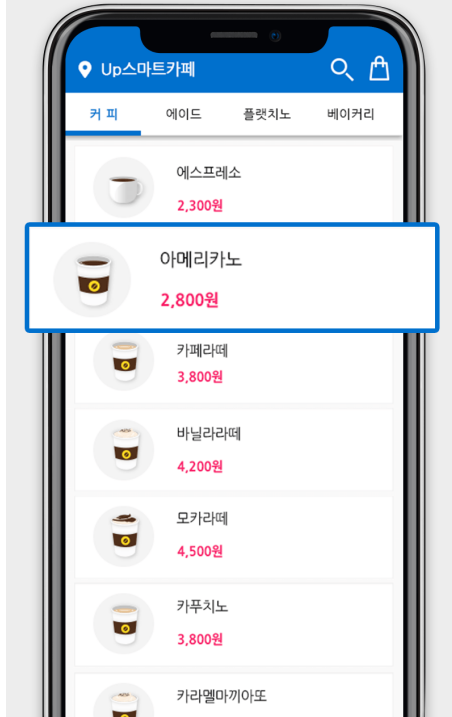 Up스마트카페
커 피 에이드 플랫치노 베이커리
에스프레소
2,300원
아메리카노
2,800원
카페라떼
3,800원
바닐라라떼
4,200원
모카라떼
4,500원
카푸치노
3,800원
카라멜마끼아또